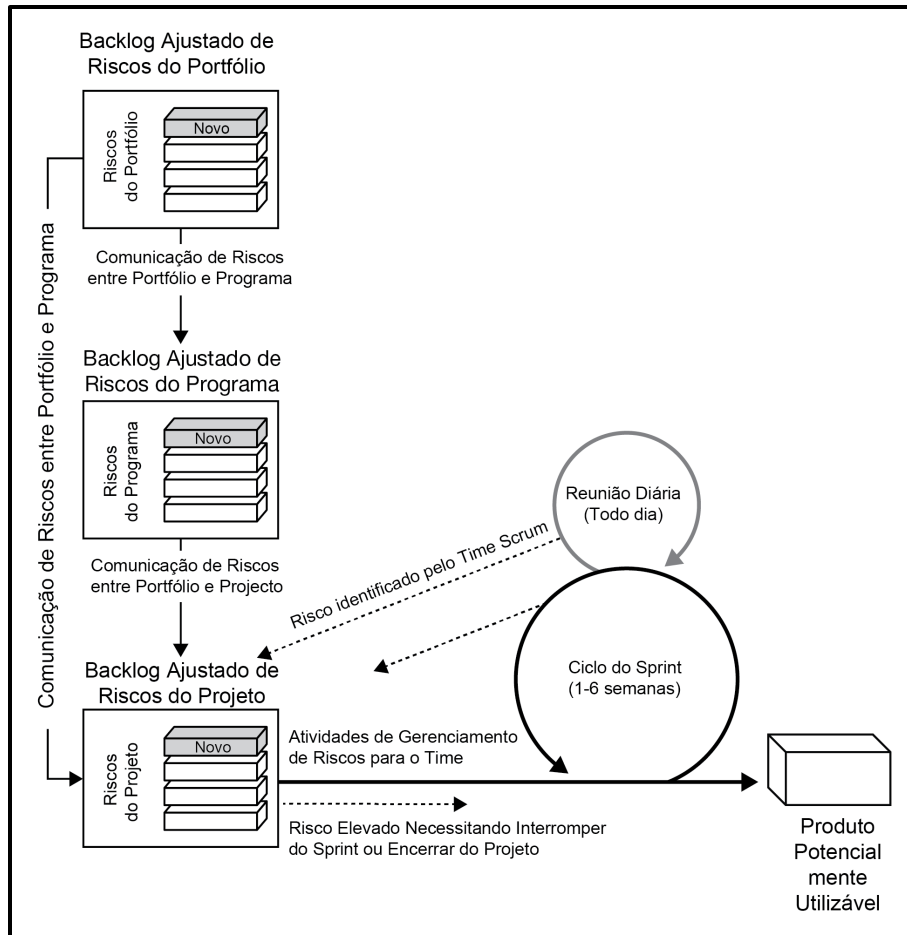 Backlog Ajustado de
Riscos do Portfólio
Riscos
do Portfólio
Novo
Comunicação de Riscos entre Portfólio e Programa
Comunicação de Riscos
entre Portfólio e Programa
Backlog Ajustado de
Riscos do Programa
Riscos
do Programa
Novo
Reunião Diária
(Todo dia)
Comunicação de Riscos
entre Portfólio e Projecto
Risco identificado pelo Time Scrum
Backlog Ajustado de
Riscos do Projeto
Ciclo do Sprint
(1-6 semanas)
Riscos
do Projeto
Novo
Atividades de Gerenciamento
de Riscos para o Time
Risco Elevado Necessitando Interromper
do Sprint ou Encerrar do Projeto
Produto
Potencial
mente
Utilizável